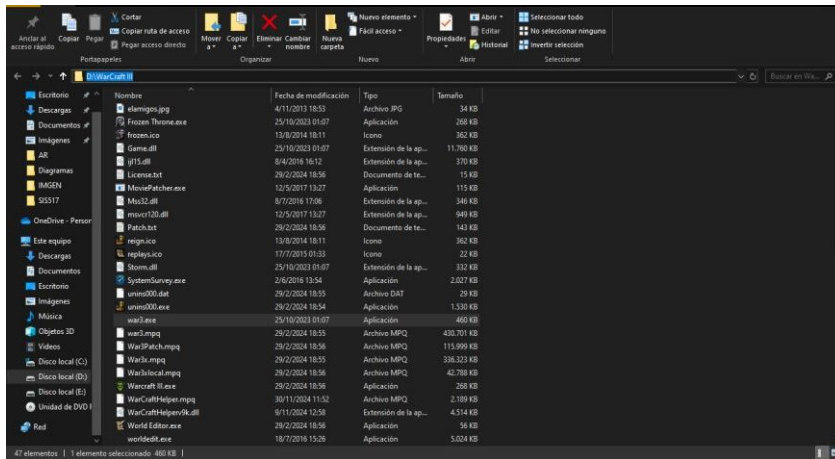 Anclar al acceso rápido
Copiar
Pegar
Cortar
Copiar ruta de acceso
Pegar acceso directo
Portapapeles
Mover a
Copiar a
Eliminar
Cambiar nombre
Organizar
Nueva carpeta
Nuevo elemento
Fácil acceso
Nuevo
Propiedades
Abrir
Editar
Historial
Abrir
Seleccionar todo
No seleccionar ninguno
Invertir selección
Seleccionar
D:\WarCraft III
Buscar en Wa...
Escritorio
Descargas
Documentos
Imágenes
AR
Diagramas
IMGEN
SIS517
OneDrive - Person
Este equipo
Descargas
Documentos
Escritorio
Imágenes
Música
Objetos 3D
Videos
Disco local (C:)
Disco local (D:)
Disco local (E:)
Unidad de DVD
Red
Nombre Fecha de modificación Tipo Tamaño
elamigos.jpg 4/11/2013 18:53 Archivo JPG 34 KB
Frozen Throne.exe 25/10/2023 01:07 Aplicación 268 KB
frozen.ico 13/8/2014 18:11 Icono 362 KB
Game.dll 25/10/2023 01:07 Extensión de la ap... 11.760 KB
ijl15.dll 8/4/2016 16:12 Extensión de la ap... 370 KB
License.txt 29/2/2024 18:56 Documento de te... 15 KB
MoviePatcher.exe 12/5/2017 13:27 Aplicación 115 KB
Mss32.dll 8/7/2016 17:06 Extensión de la ap... 346 KB
msvcr120.dll 12/5/2017 13:27 Extensión de la ap... 949 KB
Patch.txt 29/2/2024 18:56 Documento de te... 143 KB
reign.ico 13/8/2014 18:11 Icono 362 KB
replays.ico 17/7/2015 01:33 Icono 22 KB
Storm.dll 25/10/2023 01:07 Extensión de la ap... 332 KB
SystemSurvey.exe 2/6/2016 13:54 Aplicación 2.027 KB
unins000.dat 29/2/2024 18:55 Archivo DAT 29 KB
unins000.exe 29/2/2024 18:54 Aplicación 1.530 KB
war3.exe 25/10/2023 01:07 Aplicación 460 KB
war3.mpq 29/2/2024 18:55 Archivo MPQ 430.701 KB
War3Patch.mpq 29/2/2024 18:56 Archivo MPQ 115.999 KB
War3x.mpq 29/2/2024 18:55 Archivo MPQ 336.323 KB
War3xlocal.mpq 29/2/2024 18:56 Archivo MPQ 42.788 KB
Warcraft III.exe 29/2/2024 18:56 Aplicación 268 KB
WarCraftHelper.mpq 30/11/2024 11:52 Archivo MPQ 2.189 KB
WarCraftHelperv9k.dll 9/11/2024 12:58 Extensión de la ap... 4.514 KB
World Editor.exe 29/2/2024 18:56 Aplicación 56 KB
worldedit.exe 18/7/2016 15:26 Aplicación 5.024 KB
47 elementos 1 elemento seleccionado 460 KB